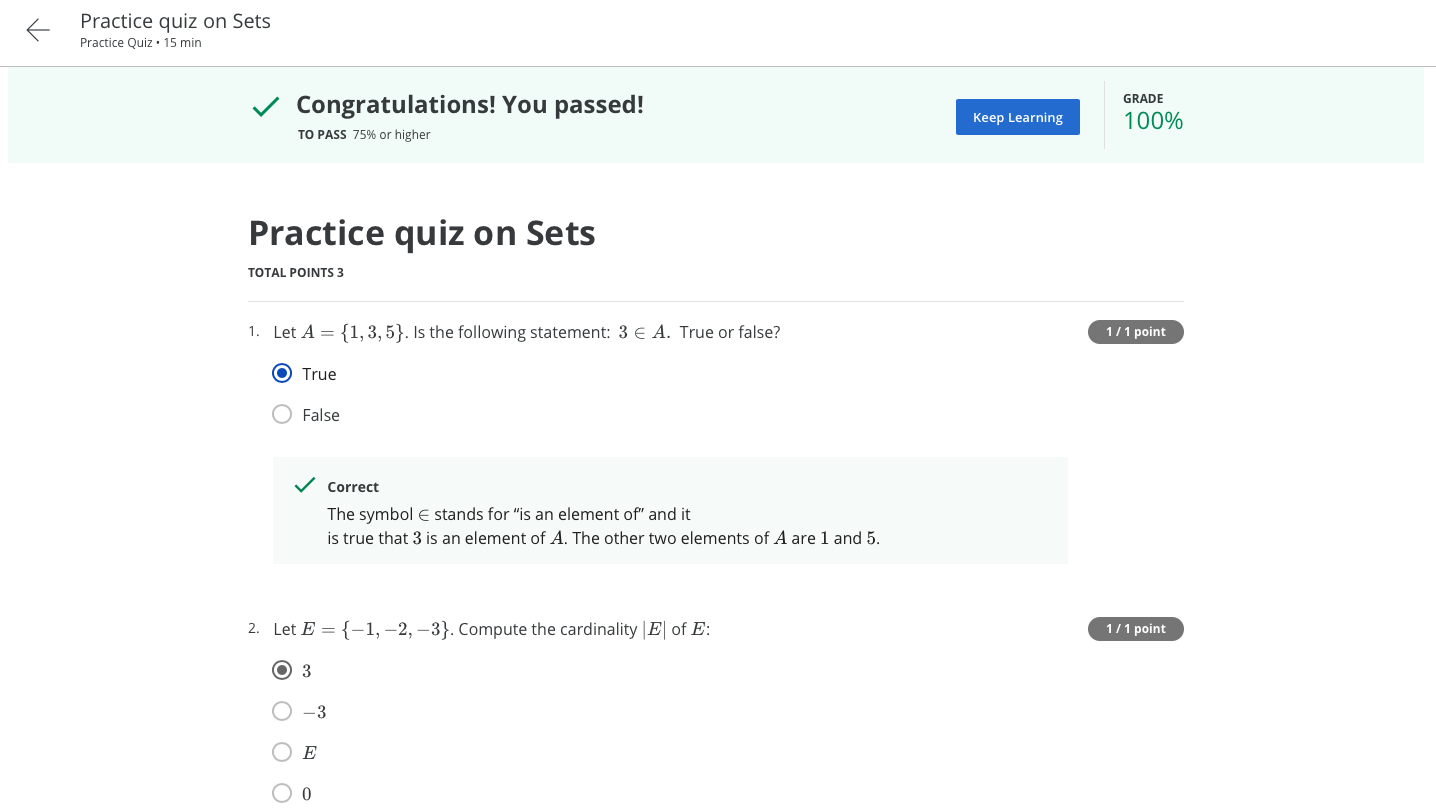 Practice quiz on Sets
Practice Quiz • 15 min
Congratulations! You passed!
TO PASS 75% or higher
Keep Learning
GRADE
100%
Practice quiz on Sets
TOTAL POINTS 3
1. Let A = {1, 3, 5}. Is the following statement: 3 ∈ A. True or false?
1 / 1 point
True
False
Correct
The symbol ∈ stands for “is an element of” and it
is true that 3 is an element of A. The other two elements of A are 1 and 5.
2. Let E = {−1, −2, −3}. Compute the cardinality |E| of E:
1 / 1 point
3
−3
E
0